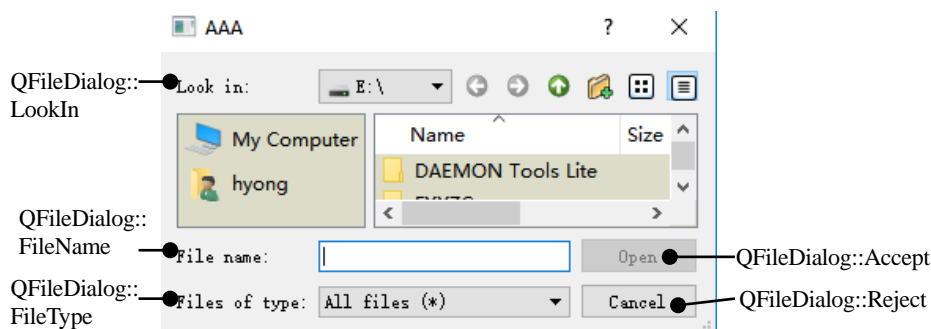 AAA
?
QFileDialog::
LookIn
Look in:
E:\
My Computer
hyong
Name
Size
DAEMON Tools Lite
QFileDialog::
FileName
File name:
Open
QFileDialog::Accept
QFileDialog::
FileType
Files of type:
All files (*)
Cancel
QFileDialog::Reject